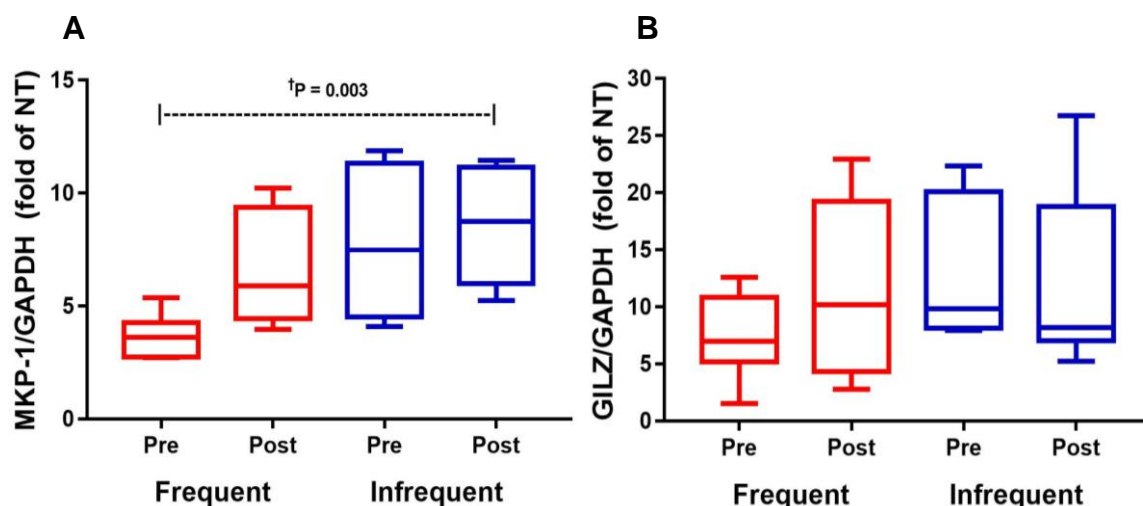 A
MKP-1/GAPDH (fold of NT)
15
10
5
0
†P = 0.003
Pre Post Pre Post
Frequent Infrequent
B
GILZ/GAPDH (fold of NT)
30
25
20
15
10
5
0
Pre Post Pre Post
Frequent Infrequent